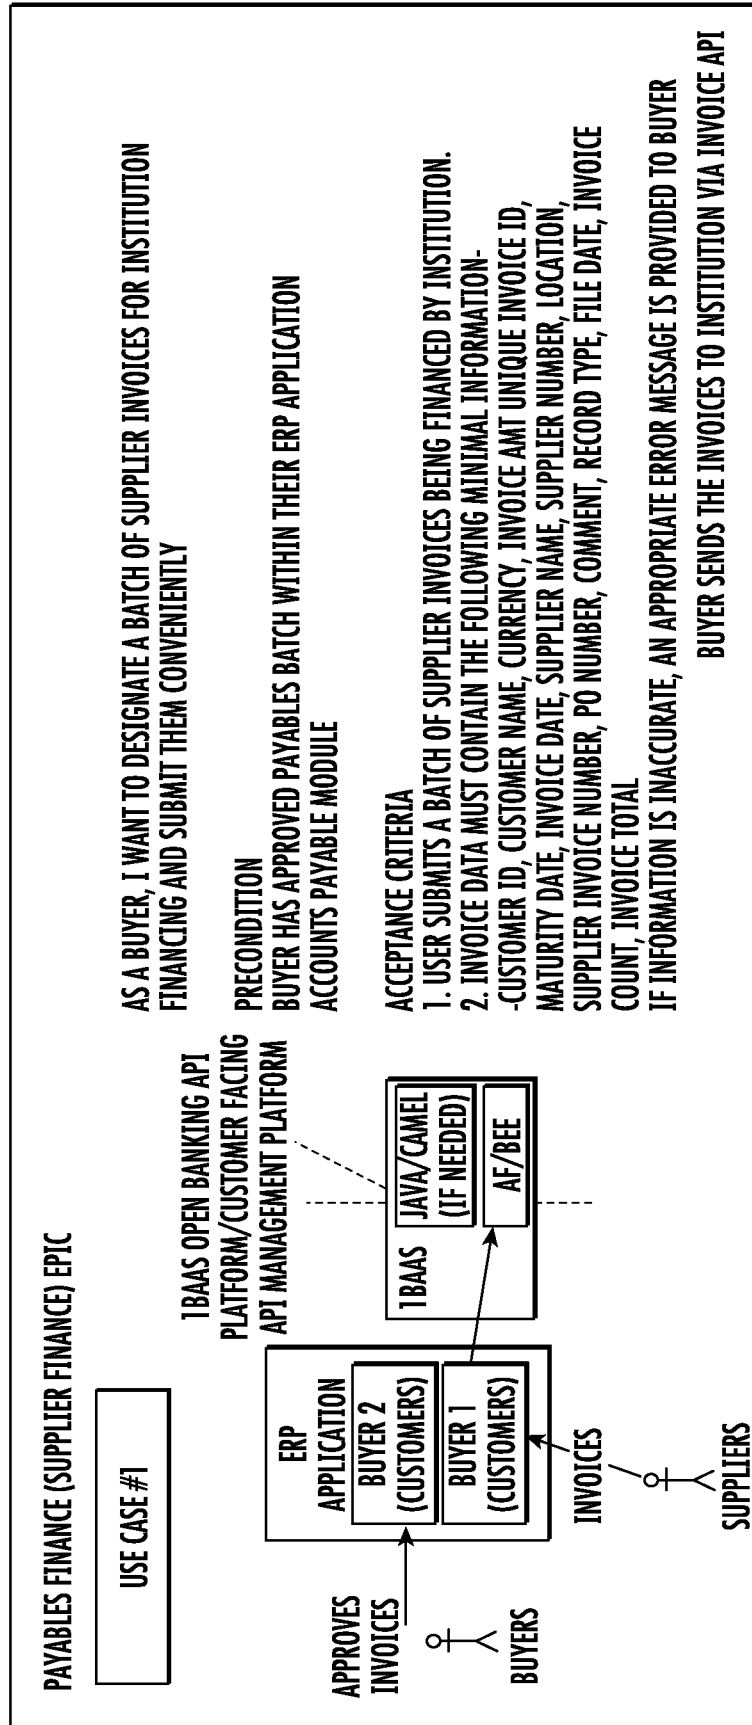 PAYABLES FINANCE (SUPPLIER FINANCE) EPIC
USE CASE #1
1BAAS OPEN BANKING API
PLATFORM/CUSTOMER FACING
API MANAGEMENT PLATFORM
ERP
APPLICATION
BUYER 2
(CUSTOMERS)
BUYER 1
(CUSTOMERS)
1BAAS
JAVA/CAMEL
(IF NEEDED)
AF/BEE
APPROVES
INVOICES
BUYERS
INVOICES
SUPPLIERS
AS A BUYER, I WANT TO DESIGNATE A BATCH OF SUPPLIER INVOICES FOR INSTITUTION
FINANCING AND SUBMIT THEM CONVENIENTLY
PRECONDITION
BUYER HAS APPROVED PAYABLES BATCH WITHIN THEIR ERP APPLICATION
ACCOUNTS PAYABLE MODULE
ACCEPTANCE CRITERIA
1. USER SUBMITS A BATCH OF SUPPLIER INVOICES BEING FINANCED BY INSTITUTION.
2. INVOICE DATA MUST CONTAIN THE FOLLOWING MINIMAL INFORMATION-
-CUSTOMER ID, CUSTOMER NAME, CURRENCY, INVOICE AMT UNIQUE INVOICE ID,
MATURITY DATE, INVOICE DATE, SUPPLIER NAME, SUPPLIER NUMBER, LOCATION,
SUPPLIER INVOICE NUMBER, PO NUMBER, COMMENT, RECORD TYPE, FILE DATE, INVOICE
COUNT, INVOICE TOTAL
IF INFORMATION IS INACCURATE, AN APPROPRIATE ERROR MESSAGE IS PROVIDED TO BUYER
BUYER SENDS THE INVOICES TO INSTITUTION VIA INVOICE API